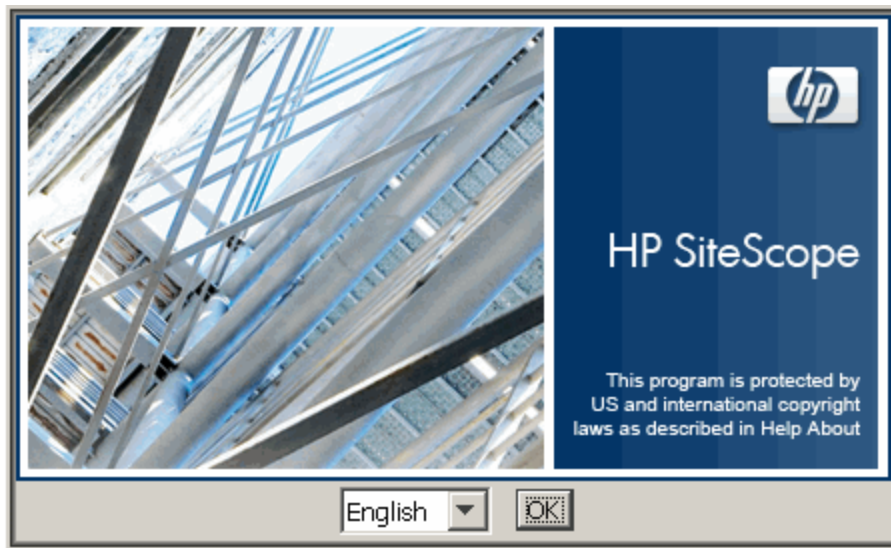 hp
HP SiteScope
This program is protected by
US and international copyright
laws as described in Help About
English
OK